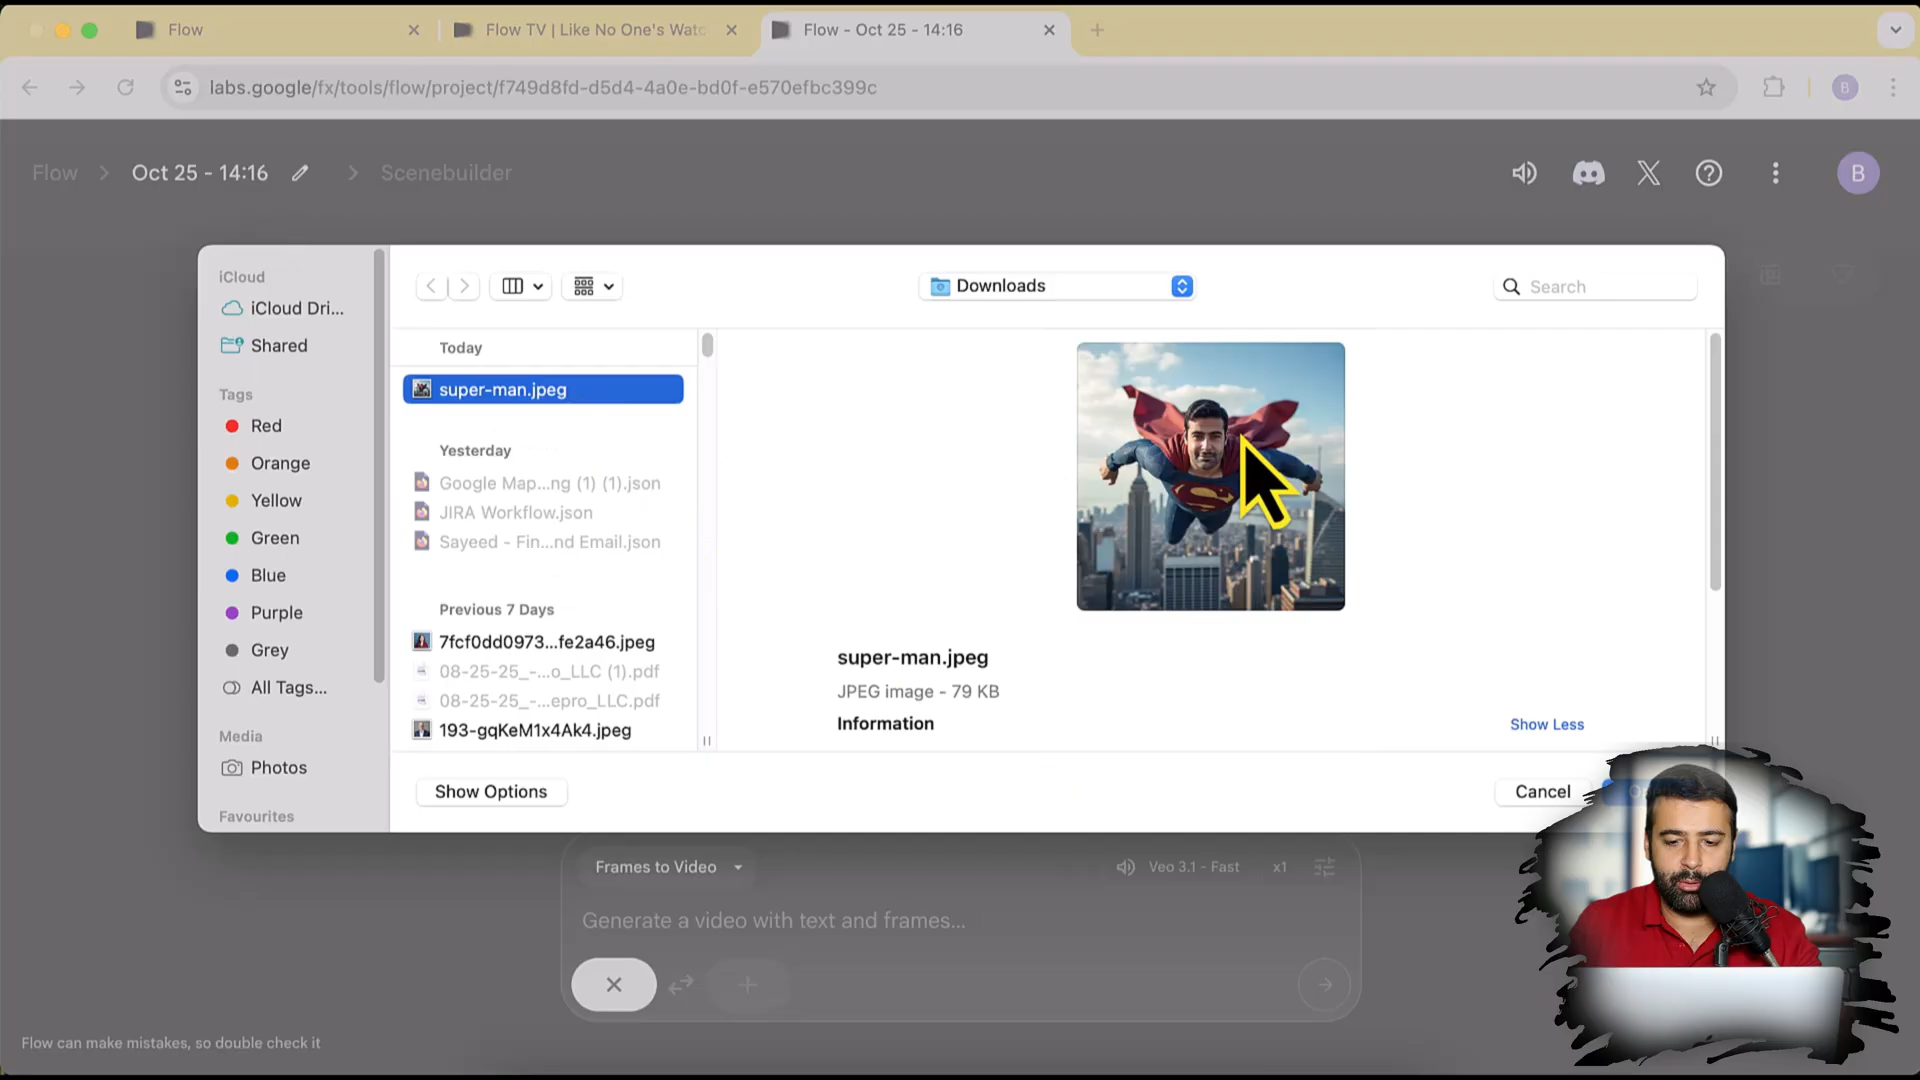 Flow
Flow TV | Like No One's Watc
Flow - Oct 25 - 14:16
labs.google/fx/tools/flow/project/f749d8fd-d5d4-4a0e-bd0f-e570efbc399c
B
Flow
Oct 25 - 14:16
Scenebuilder
B
iCloud
iCloud Dri...
Shared
Tags
Red
Orange
Yellow
Green
Blue
Purple
Grey
All Tags...
Media
Photos
Favourites
Downloads
Search
Today
super-man.jpeg
Yesterday
Google Map...ng (1) (1).json
JIRA Workflow.json
Sayeed - Fin...nd Email.json
Previous 7 Days
7fcf0dd0973...fe2a46.jpeg
08-25-25_-...o_LLC (1).pdf
08-25-25_-...epro_LLC.pdf
193-gqKeM1x4Ak4.jpeg
super-man.jpeg
JPEG image - 79 KB
Information
Show Less
Show Options
Cancel
Frames to Video
Veo 3.1 - Fast
x1
Generate a video with text and frames...
Flow can make mistakes, so double check it